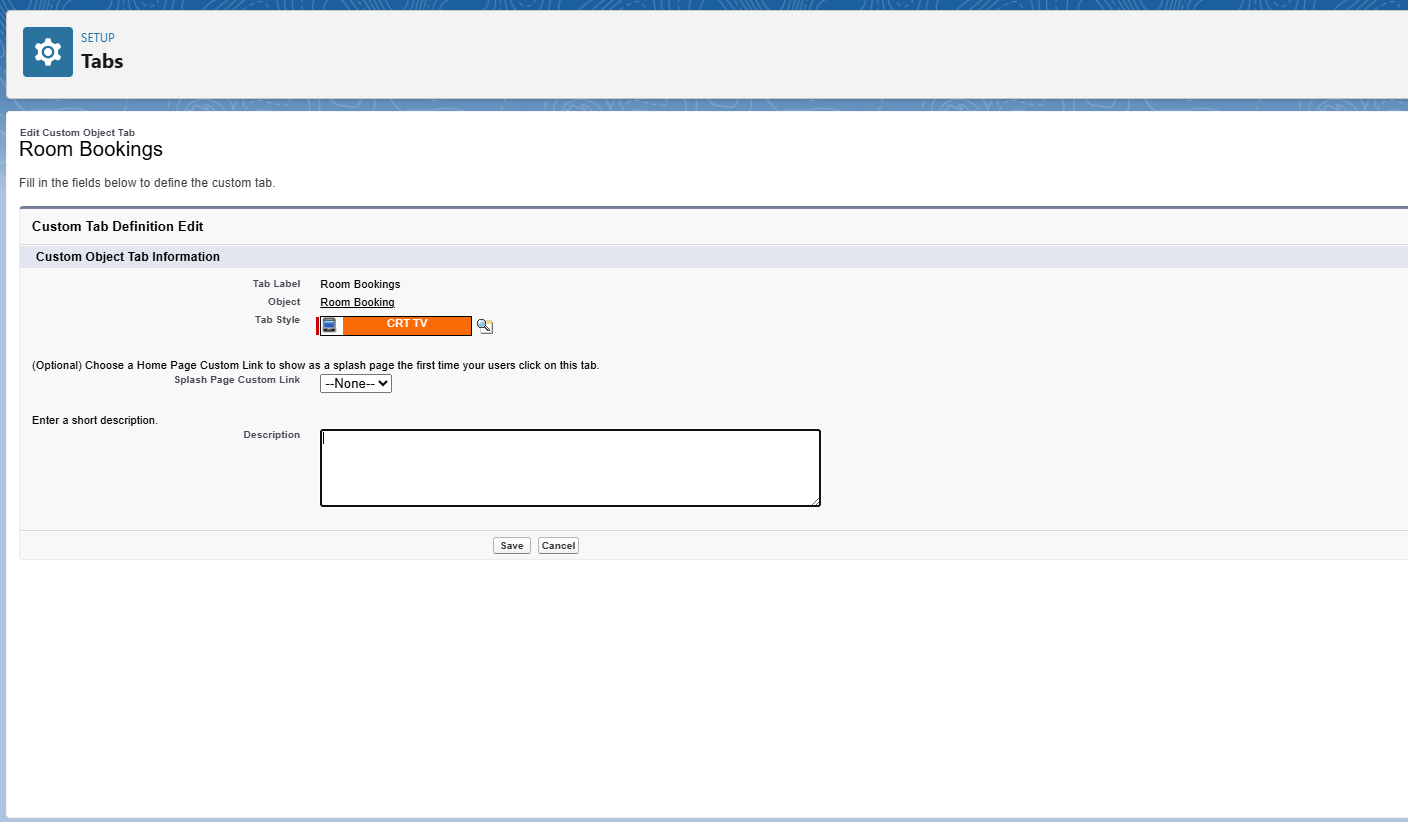 SETUP
Tabs
Edit Custom Object Tab
Room Bookings
Fill in the fields below to define the custom tab.
Custom Tab Definition Edit
Custom Object Tab Information
Tab Label Room Bookings
Object Room Booking
Tab Style CRT TV
(Optional) Choose a Home Page Custom Link to show as a splash page the first time your users click on this tab.
Splash Page Custom Link --None--
Enter a short description.
Description
Save Cancel